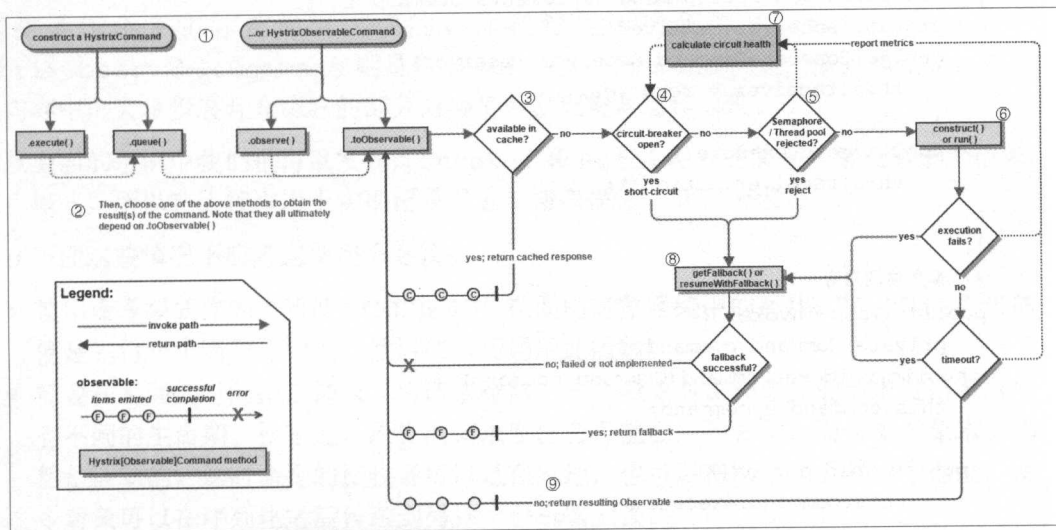 construct a HystrixCommand
①
...or HystrixObservableCommand
⑦
calculate circuit health
report metrics
③
④
⑤
⑥
.execute( )
.queue( )
.observe( )
.toObservable( )
available in
cache?
no
circuit-breaker
open?
no
Semaphore
/ Thread pool
rejected?
no
construct( )
or run( )
②
Then, choose one of the above methods to obtain the
result(s) of the command. Note that they all ultimately
depend on .toObservable( )
yes
short-circuit
yes
reject
yes
execution
fails?
no
yes; return cached response
⑧
getFallback( ) or
resumeWithFallback( )
C C C
Legend:
invoke path
return path
observable:
items emitted
successful
completion
error
F F F
X
Hystrix[Observable]Command method
X
no; failed or not implemented
fallback
successful?
yes
timeout?
F F F
yes; return fallback
⑨
no; return resulting Observable